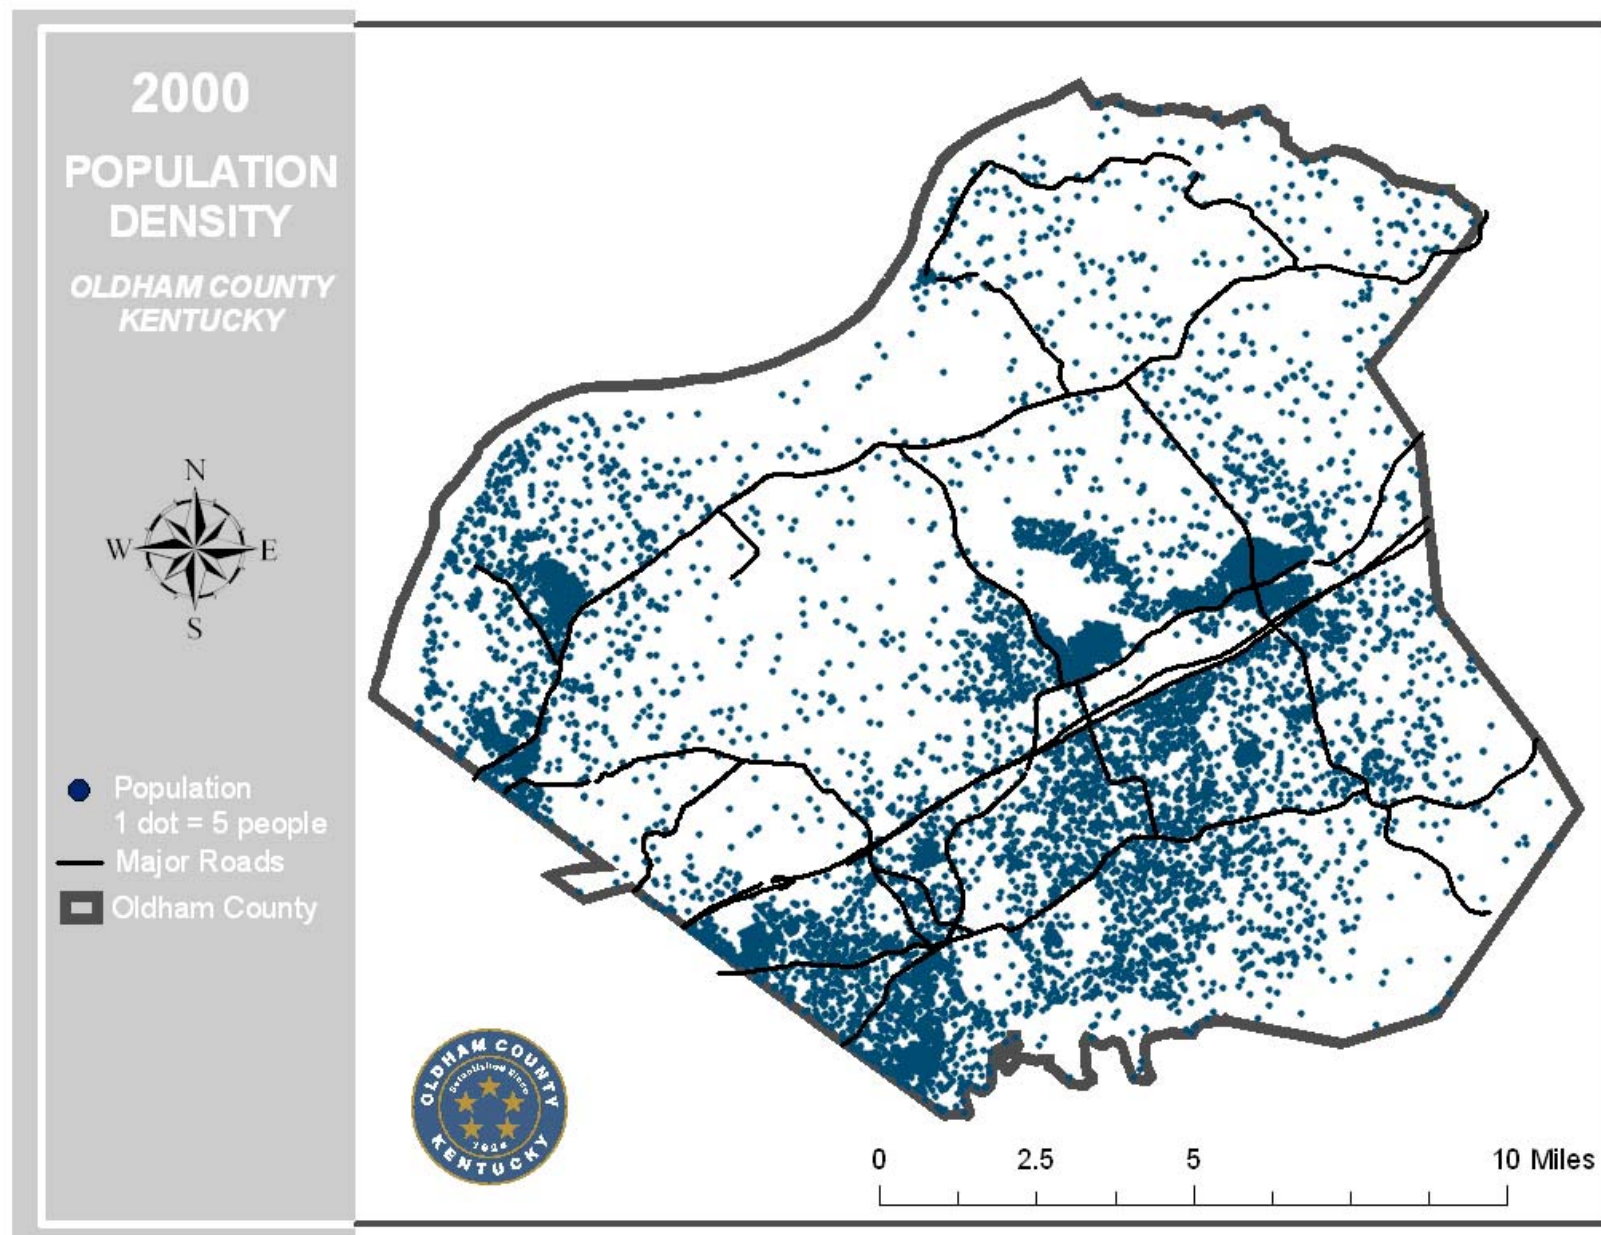 2000
POPULATION
DENSITY
OLDHAM COUNTY
KENTUCKY
N
W
E
S
Population
1 dot = 5 people
Major Roads
Oldham County
OLDHAM COUNTY
KENTUCKY
0
2.5
5
10 Miles